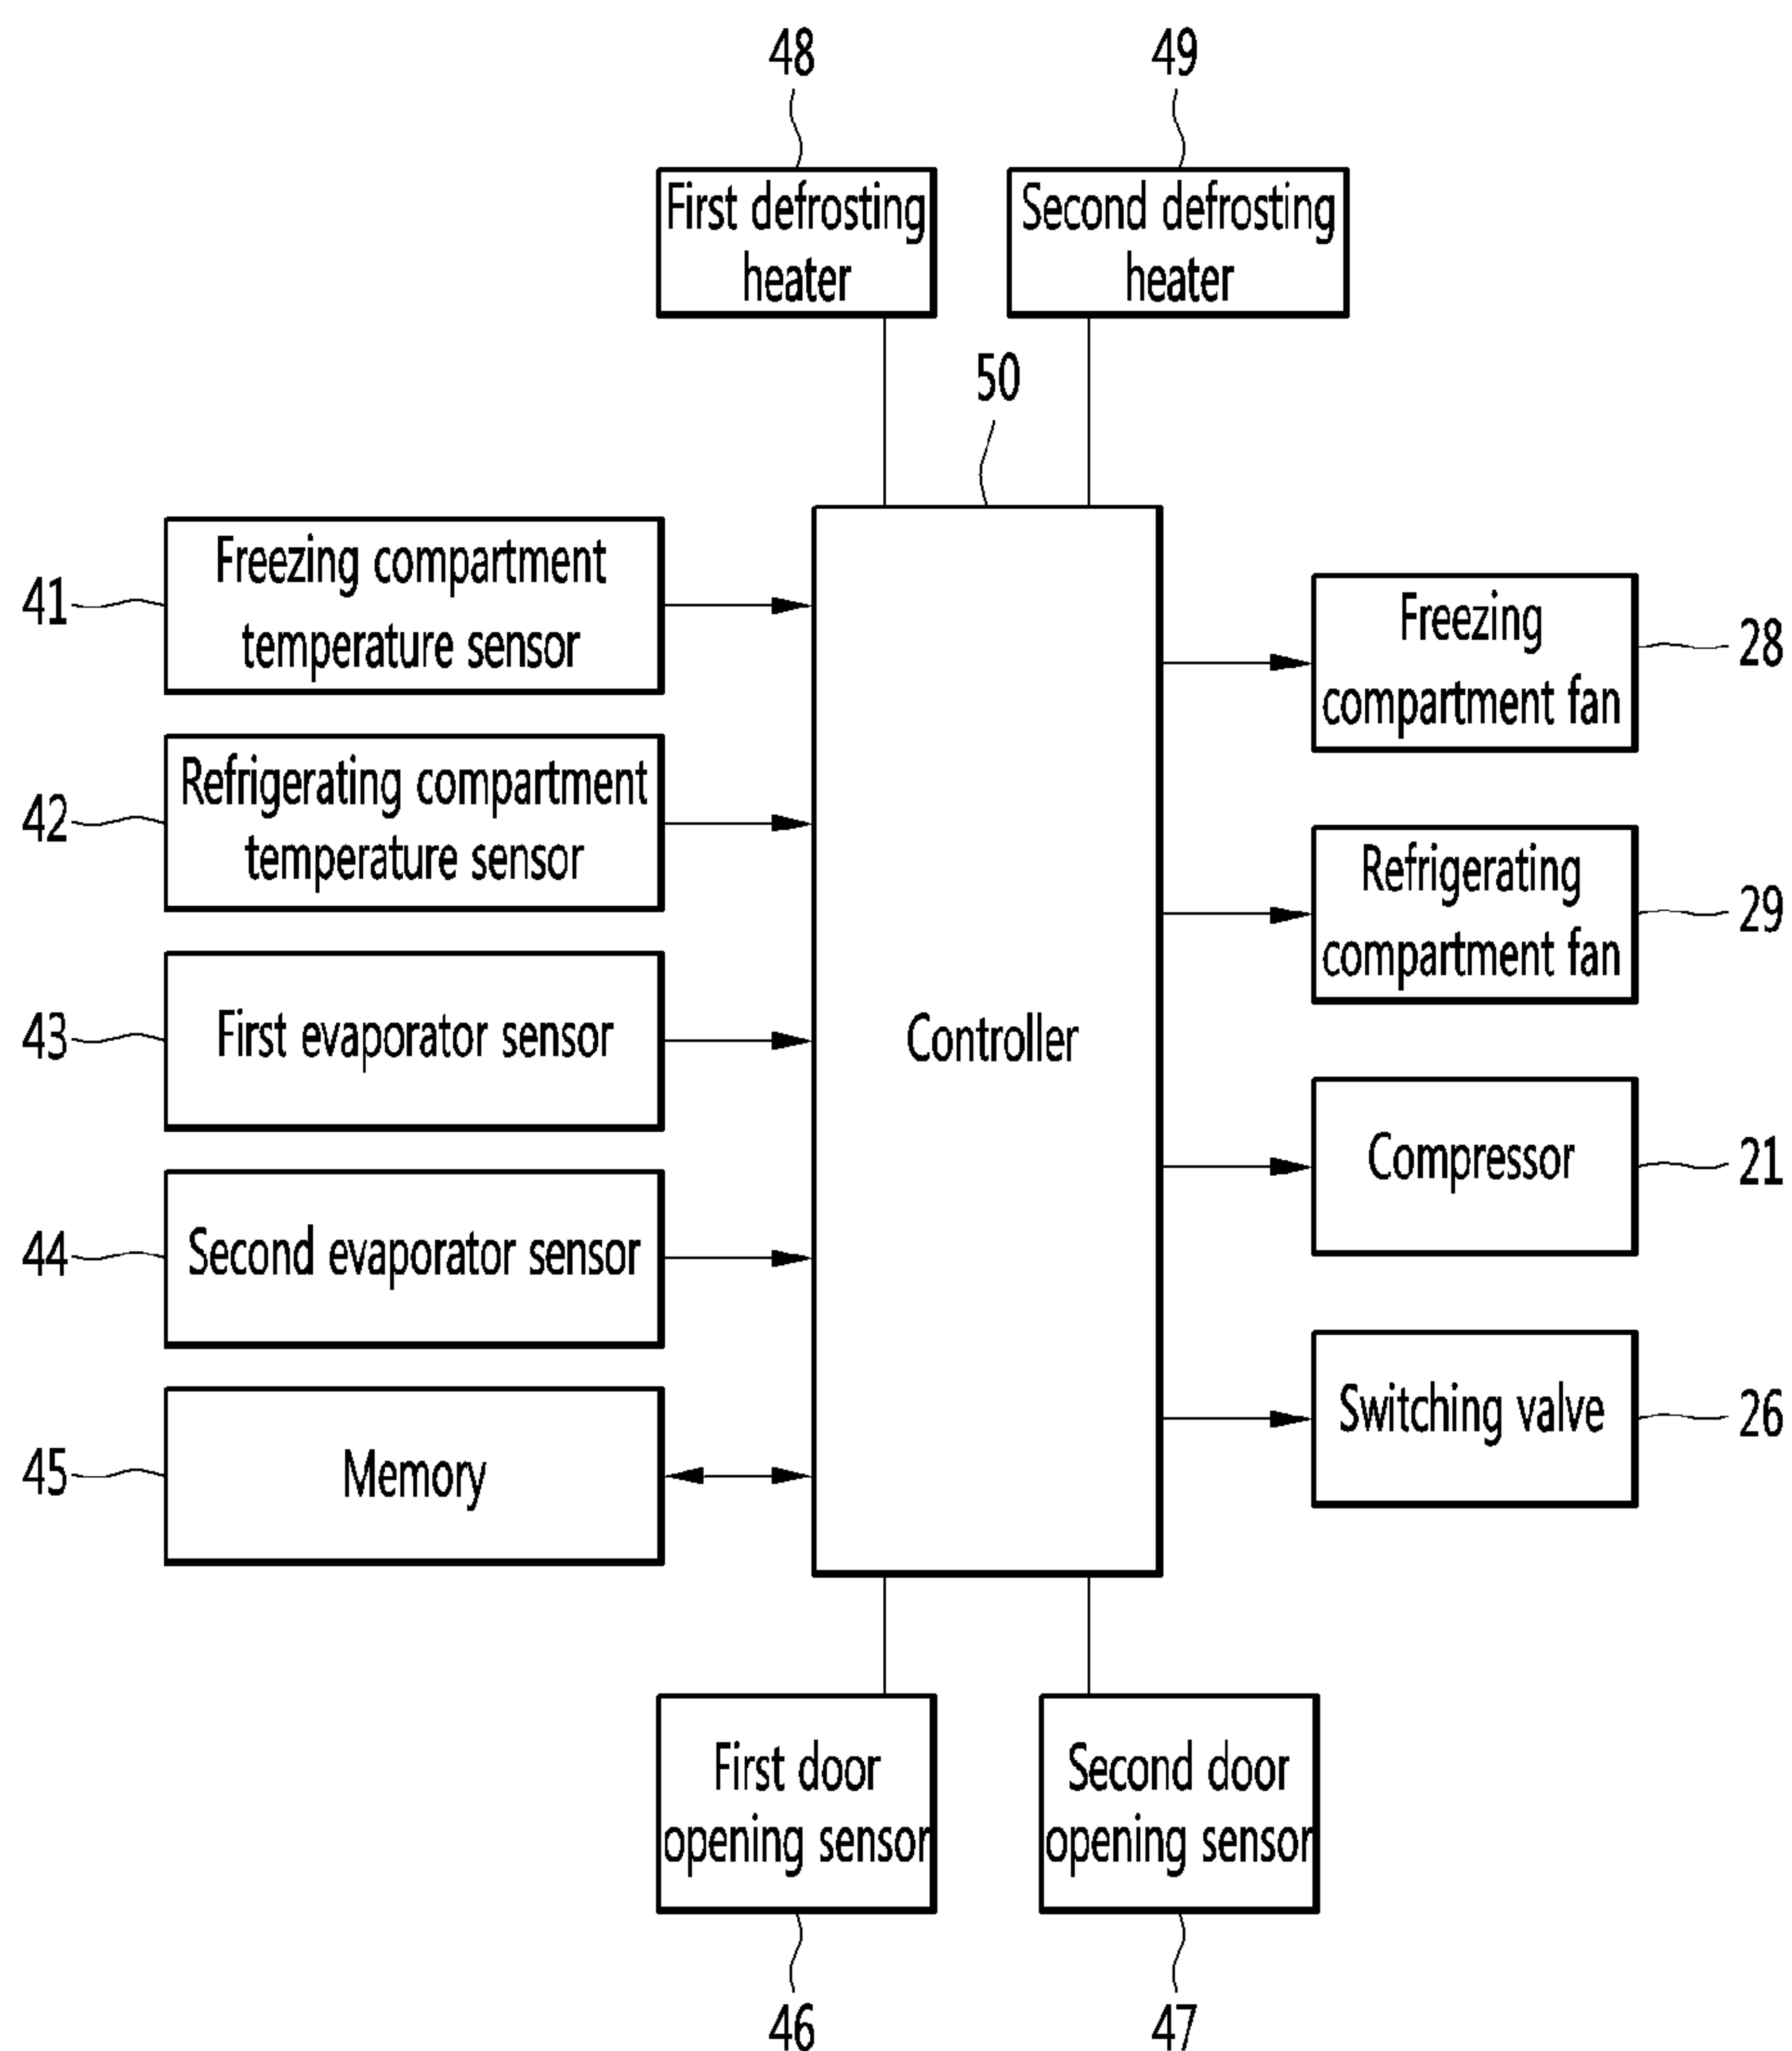 48
49
First defrosting
heater
Second defrosting
heater
50
41
Freezing compartment
temperature sensor
Freezing
compartment fan
28
42
Refrigerating compartment
temperature sensor
Refrigerating
compartment fan
29
43
First evaporator sensor
Controller
Compressor
21
44
Second evaporator sensor
Switching valve
26
45
Memory
First door
opening sensor
Second door
opening sensor
46
47